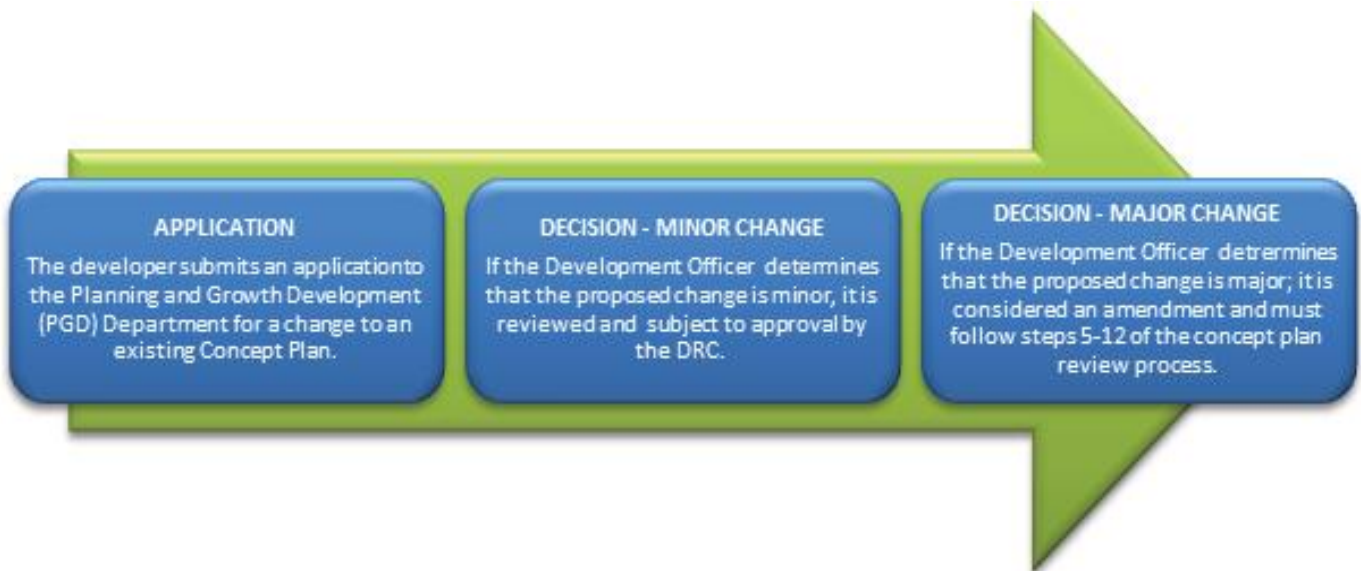 APPLICATION
The developer submits an applicationto
the Planning and Growth Development
(PGD) Department for a change to an
existing Concept Plan.
DECISION - MINOR CHANGE
If the Development Officer determines
that the proposed change is minor, it is
reviewed and subject to approval by
the DRC.
DECISION - MAJOR CHANGE
If the Development Officer detrermines
that the proposed change is major; it is
considered an amendment and must
follow steps 5-12 of the concept plan
review process.